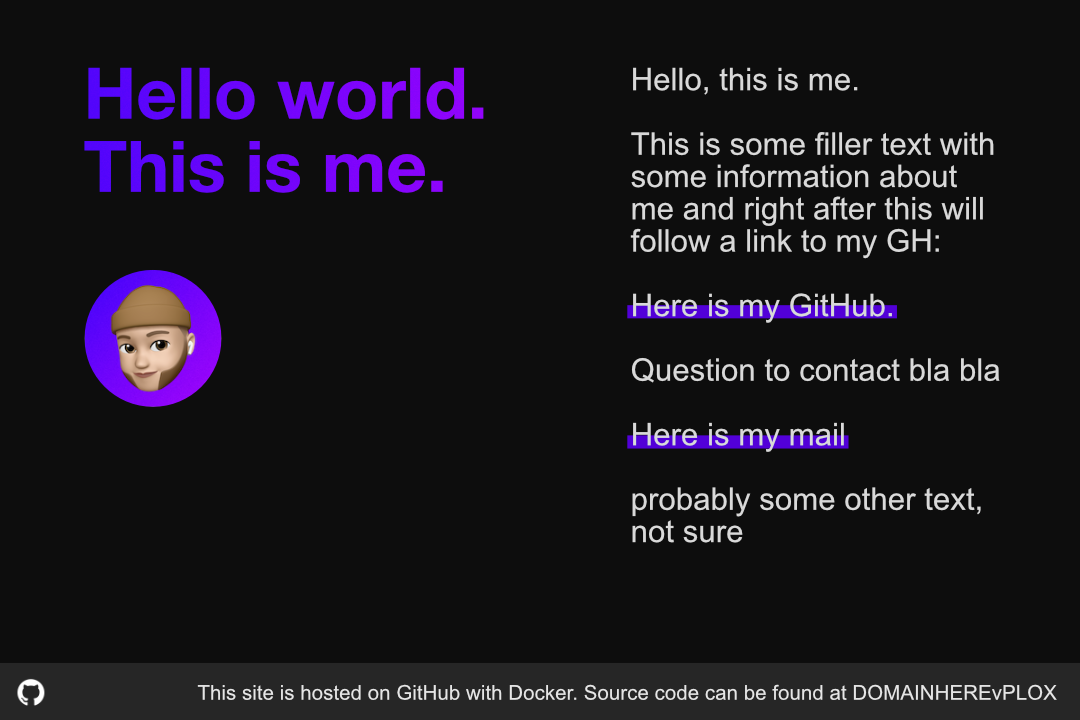 Hello world.
This is me.
Hello, this is me.
This is some filler text with
some information about
me and right after this will
follow a link to my GH:
Here is my GitHub.
Question to contact bla bla
Here is my mail
probably some other text,
not sure
This site is hosted on GitHub with Docker. Source code can be found at DOMAINHEREvPLOX